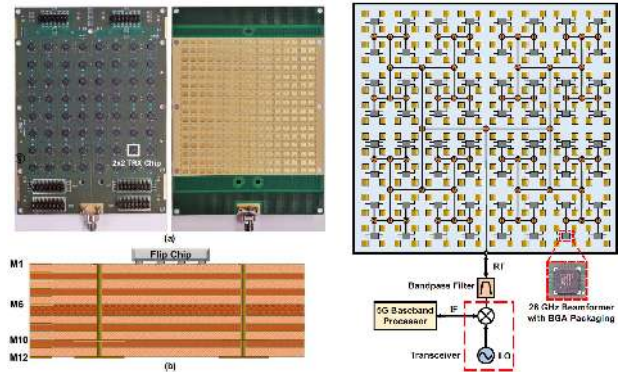 2x2 TRX Chip
(a)
Flip Chip
M1
M6
M10
M12
(b)
RF
Bandpass Filter
5G Baseband
Processor
IF
Transceiver
LO
28 GHz Beamformer
with BGA Packaging